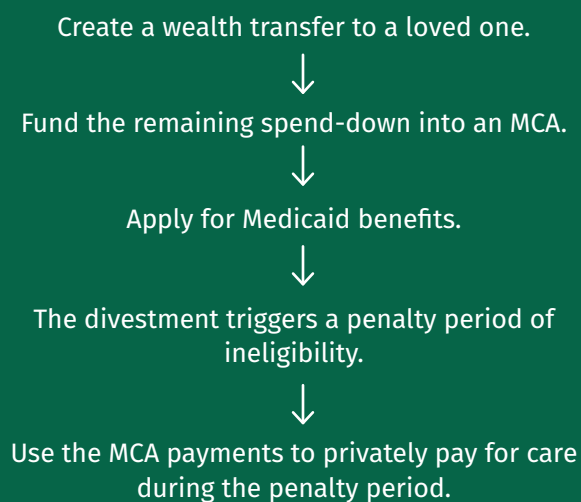 Create a wealth transfer to a loved one.
Fund the remaining spend-down into an MCA.
Apply for Medicaid benefits.
The divestment triggers a penalty period of
ineligibility.
Use the MCA payments to privately pay for care
during the penalty period.